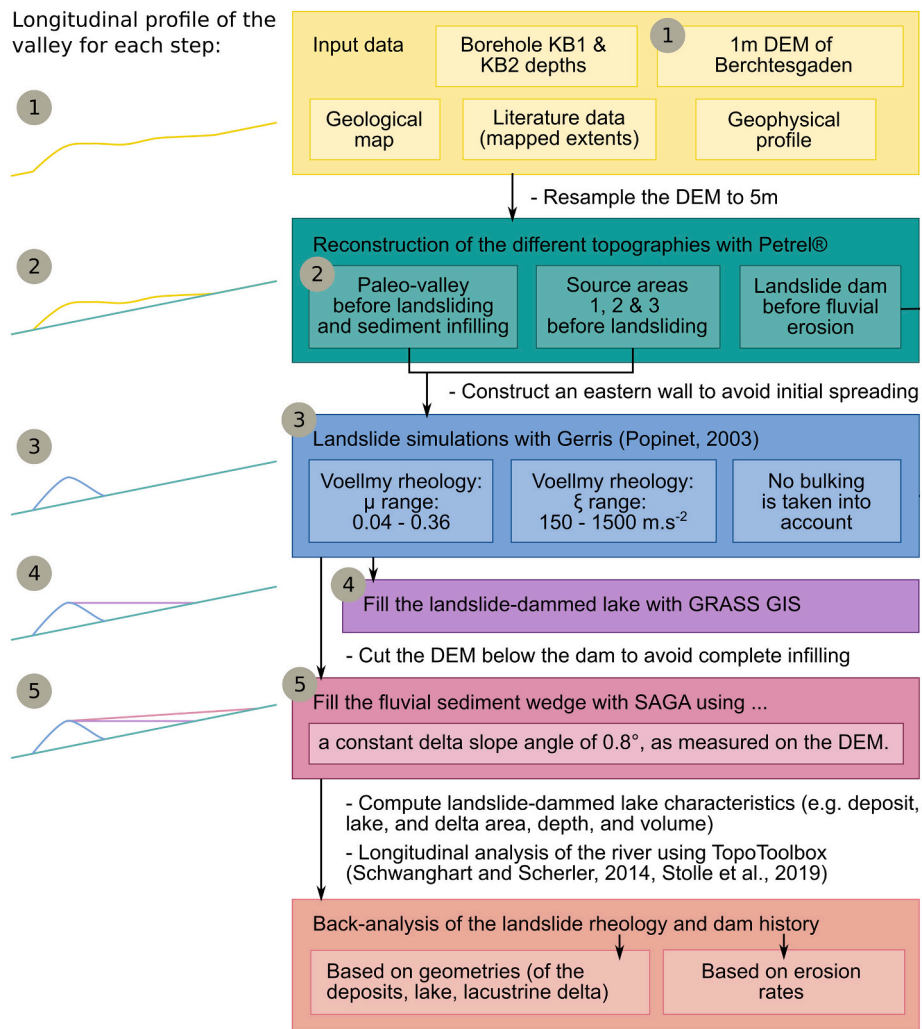 Longitudinal profile of the
valley for each step:
1
2
3
4
5
Input data
Borehole KB1 &
KB2 depths
1
1m DEM of
Berchtesgaden
Geological
map
Literature data
(mapped extents)
Geophysical
profile
- Resample the DEM to 5m
Reconstruction of the different topographies with Petrel®
2
Paleo-valley
before landsliding
and sediment infilling
Source areas
1, 2 & 3
before landsliding
Landslide dam
before fluvial
erosion
- Construct an eastern wall to avoid initial spreading
3
Landslide simulations with Gerris (Popinet, 2003)
Voellmy rheology:
μ range:
0.04 - 0.36
Voellmy rheology:
ξ range:
150 - 1500 m.s⁻²
No bulking
is taken into
account
4
Fill the landslide-dammed lake with GRASS GIS
- Cut the DEM below the dam to avoid complete infilling
5
Fill the fluvial sediment wedge with SAGA using ...
a constant delta slope angle of 0.8°, as measured on the DEM.
- Compute landslide-dammed lake characteristics (e.g. deposit,
lake, and delta area, depth, and volume)
- Longitudinal analysis of the river using TopoToolbox
(Schwanghart and Scherler, 2014, Stolle et al., 2019)
Back-analysis of the landslide rheology and dam history
Based on geometries (of the
deposits, lake, lacustrine delta)
Based on erosion
rates